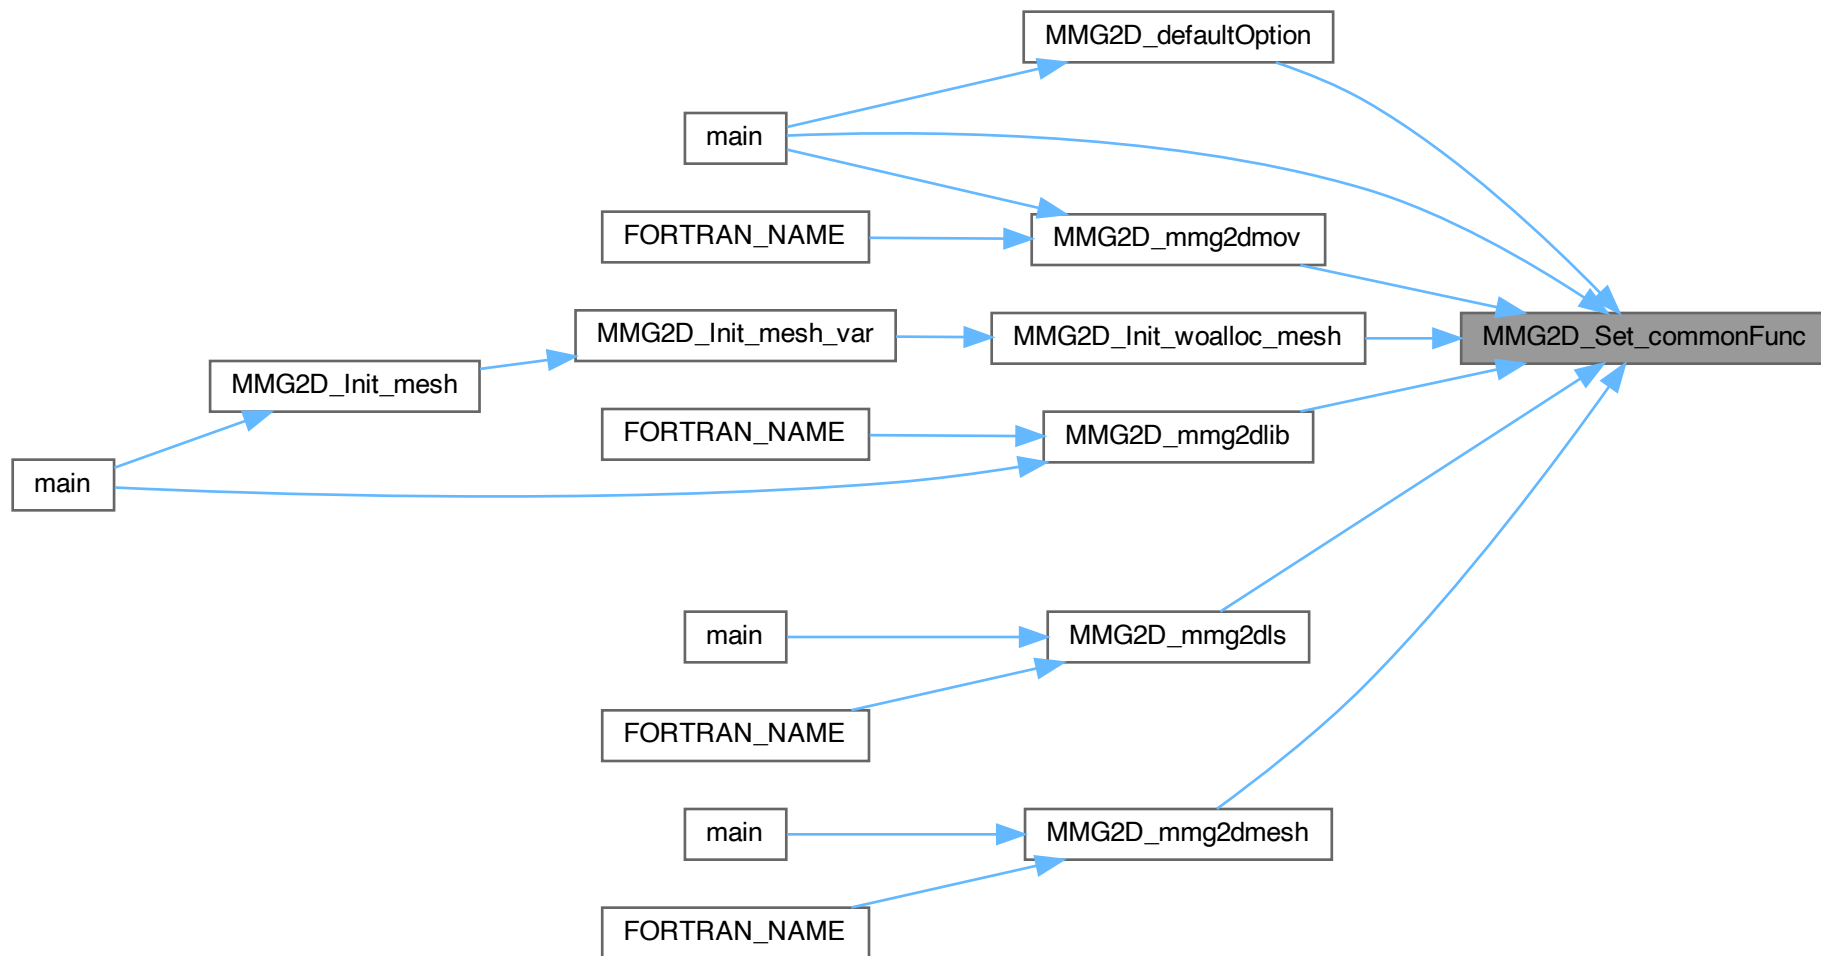 MMG2D_defaultOption
main
FORTRAN_NAME
MMG2D_mmg2dmov
MMG2D_Init_mesh_var
MMG2D_Init_woalloc_mesh
MMG2D_Set_commonFunc
MMG2D_Init_mesh
FORTRAN_NAME
MMG2D_mmg2dlib
main
main
MMG2D_mmg2dls
FORTRAN_NAME
main
MMG2D_mmg2dmesh
FORTRAN_NAME